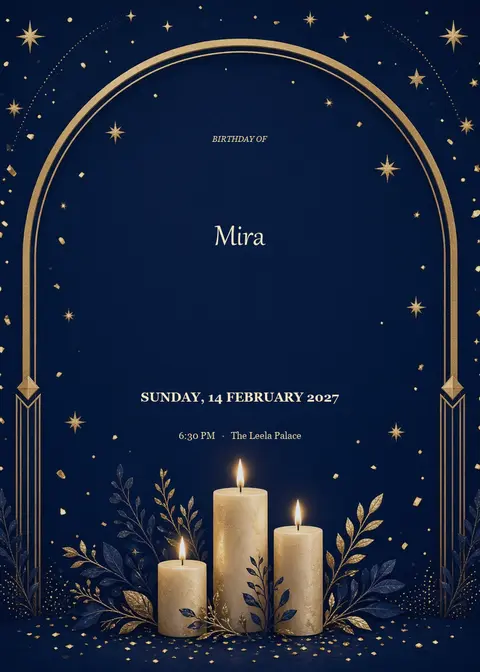 BIRTHDAY OF
Mira
SUNDAY, 14 FEBRUARY 2027
6:30 PM · The Leela Palace